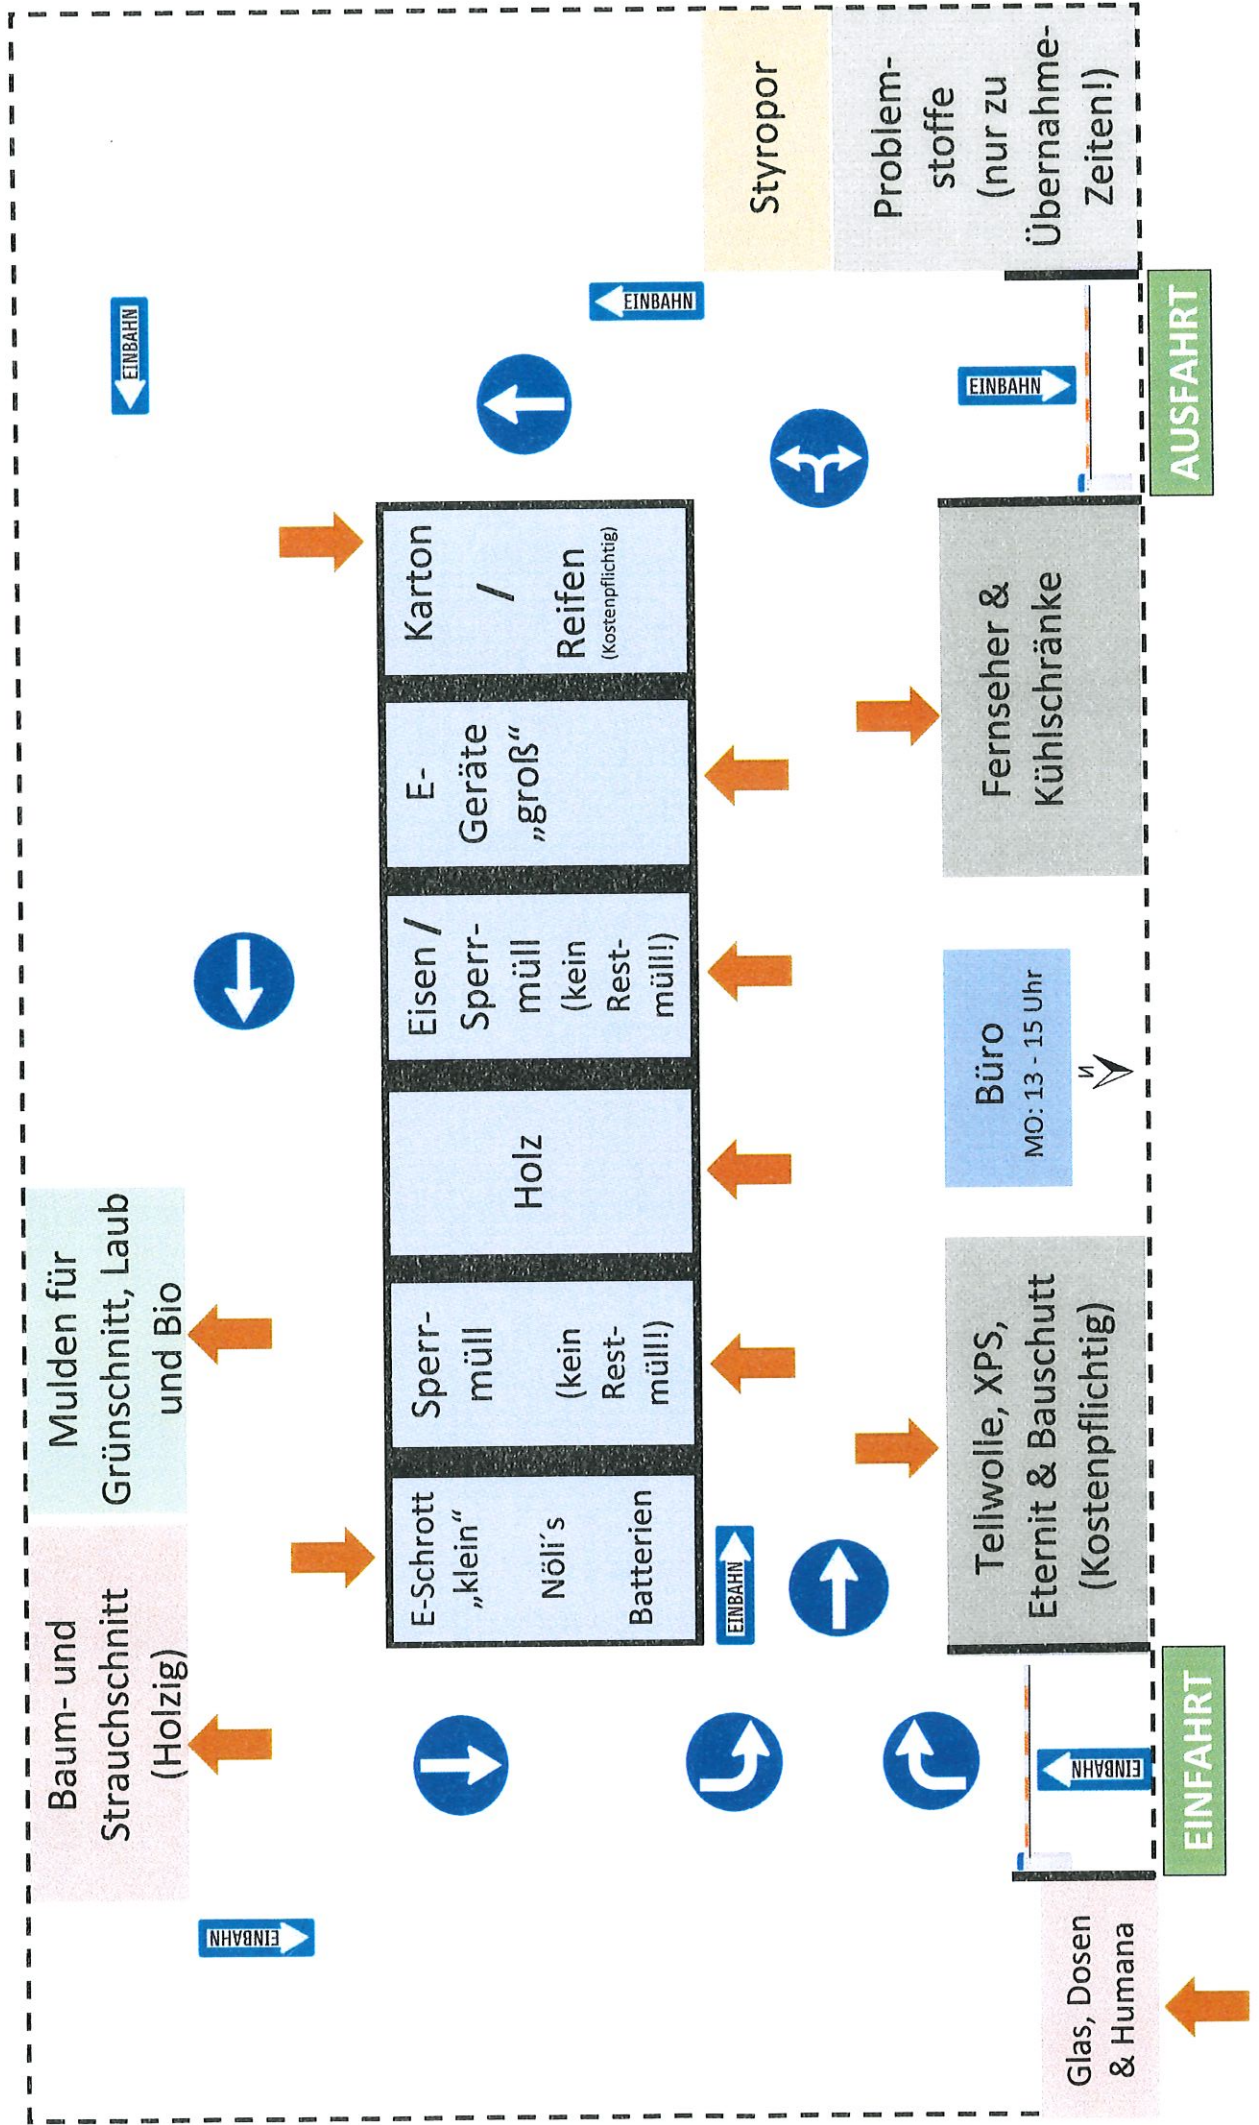 Baum- und
Strauchschnitt
(Holzig)
Mulden für
Grünschnitt, Laub
und Bio
EINBAHN
EINBAHN
E-Schrott
„klein“
Nöli´s
Batterien
Sperr-
müll
(kein
Rest-
müll!)
Holz
Eisen /
Sperr-
müll
(kein
Rest-
müll!)
E-
Geräte
„groß“
Karton
/
Reifen
(Kostenpflichtig)
EINBAHN
EINBAHN
Styropor
Problem-
stoffe
(nur zu
Übernahme-
Zeiten!)
EINBAHN
EINBAHN
Tellwolle, XPS,
Eternit & Bauschutt
(Kostenpflichtig)
Büro
MO: 13 - 15 Uhr
N
Fernseher &
Kühlschränke
Glas, Dosen
& Humana
EINFAHRT
AUSFAHRT